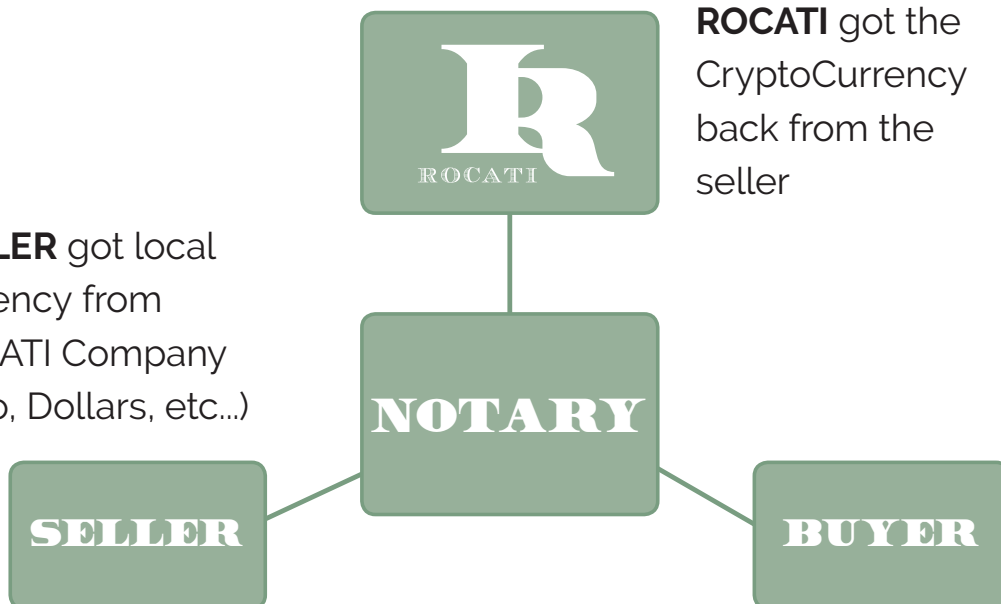 ROCATI got the
CryptoCurrency
back from the
seller
R
ROCATI
LER got local
ency from
ATI Company
o, Dollars, etc...)
NOTARY
SELLER
BUYER